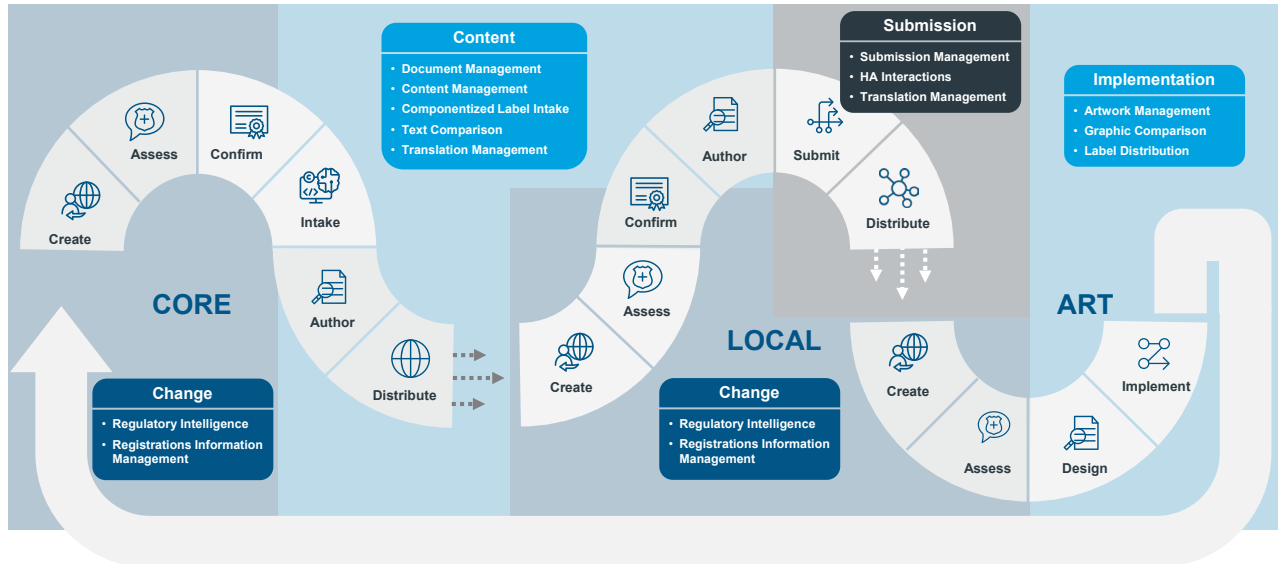 Content
• Document Management
• Content Management
• Componentized Label Intake
• Text Comparison
• Translation Management
Submission
• Submission Management
• HA Interactions
• Translation Management
Implementation
• Artwork Management
• Graphic Comparison
• Label Distribution
Create
Assess
Confirm
Intake
Author
Distribute
CORE
Change
• Regulatory Intelligence
• Registrations Information
Management
Create
Assess
Confirm
Author
Submit
Distribute
LOCAL
Change
• Regulatory Intelligence
• Registrations Information
Management
Create
Assess
Design
Implement
ART